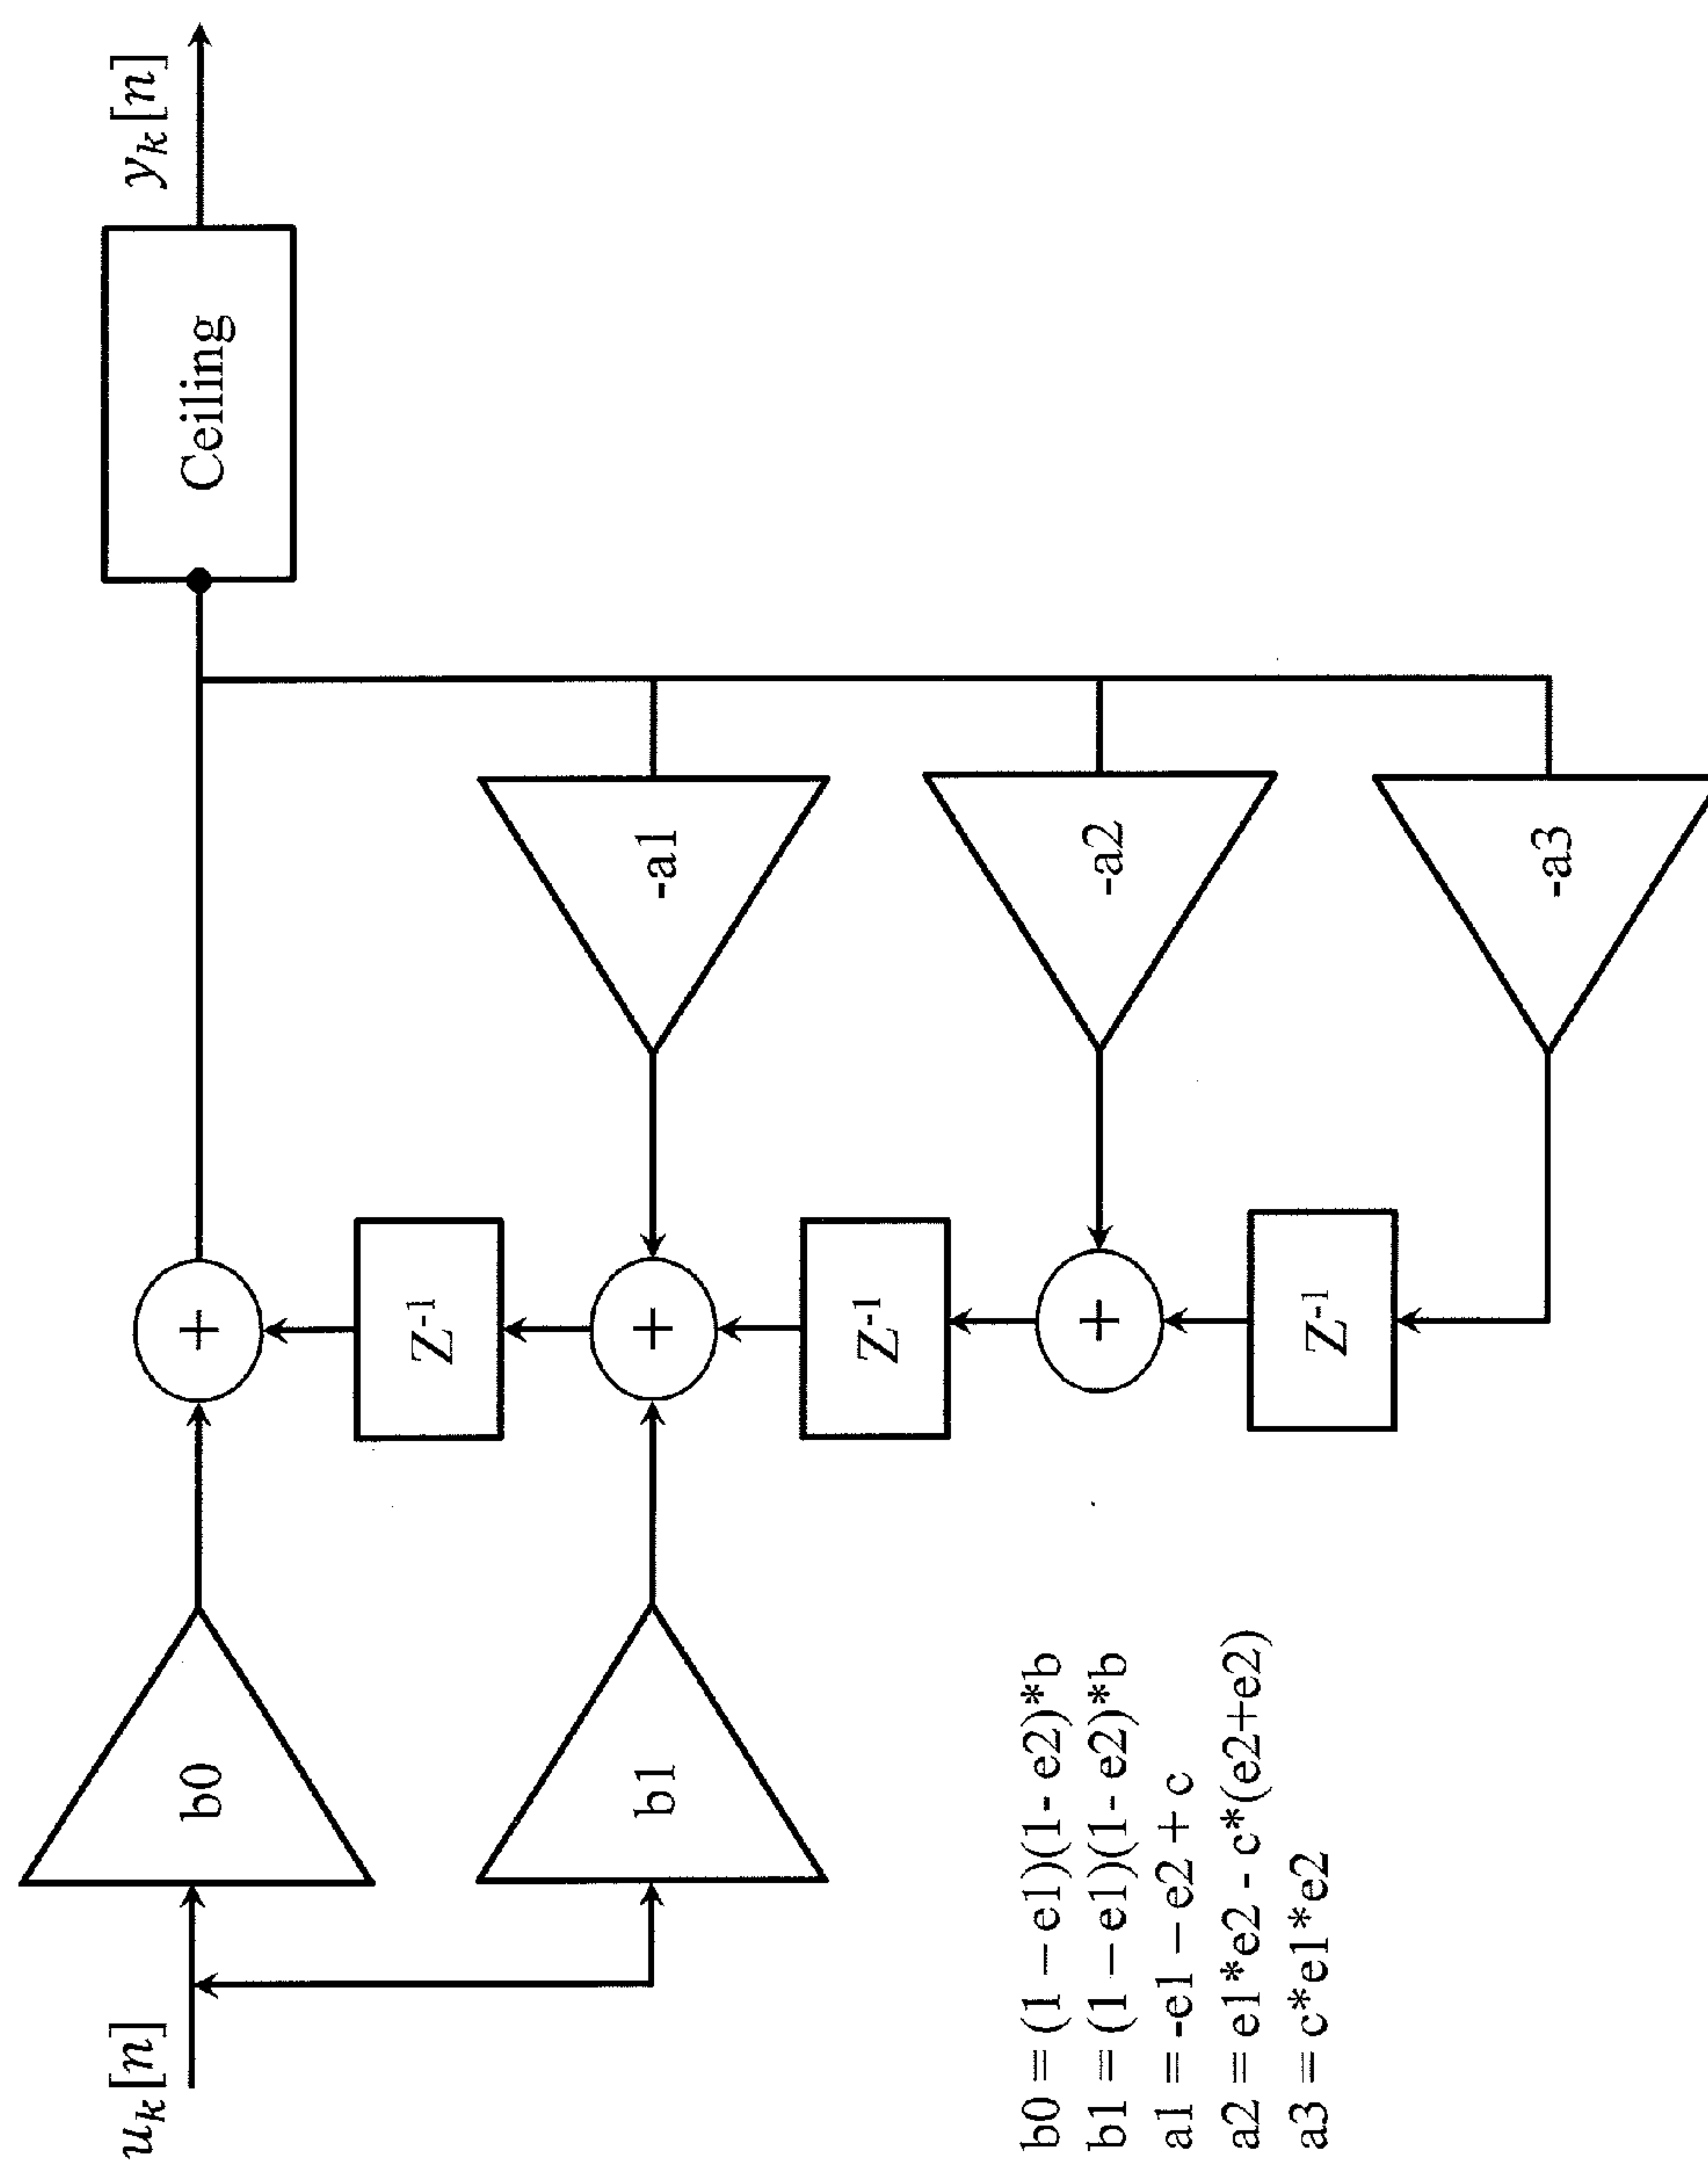 u_k[n]
b0
b1
+
+
+
Z⁻¹
Z⁻¹
Z⁻¹
-a1
-a2
-a3
Ceiling
y_k[n]
b0 = (1 – e1)(1- e2)*b
b1 = (1 – e1)(1- e2)*b
a1 = -e1 – e2 + c
a2 = e1*e2 - c*(e2+e2)
a3 = c*e1*e2